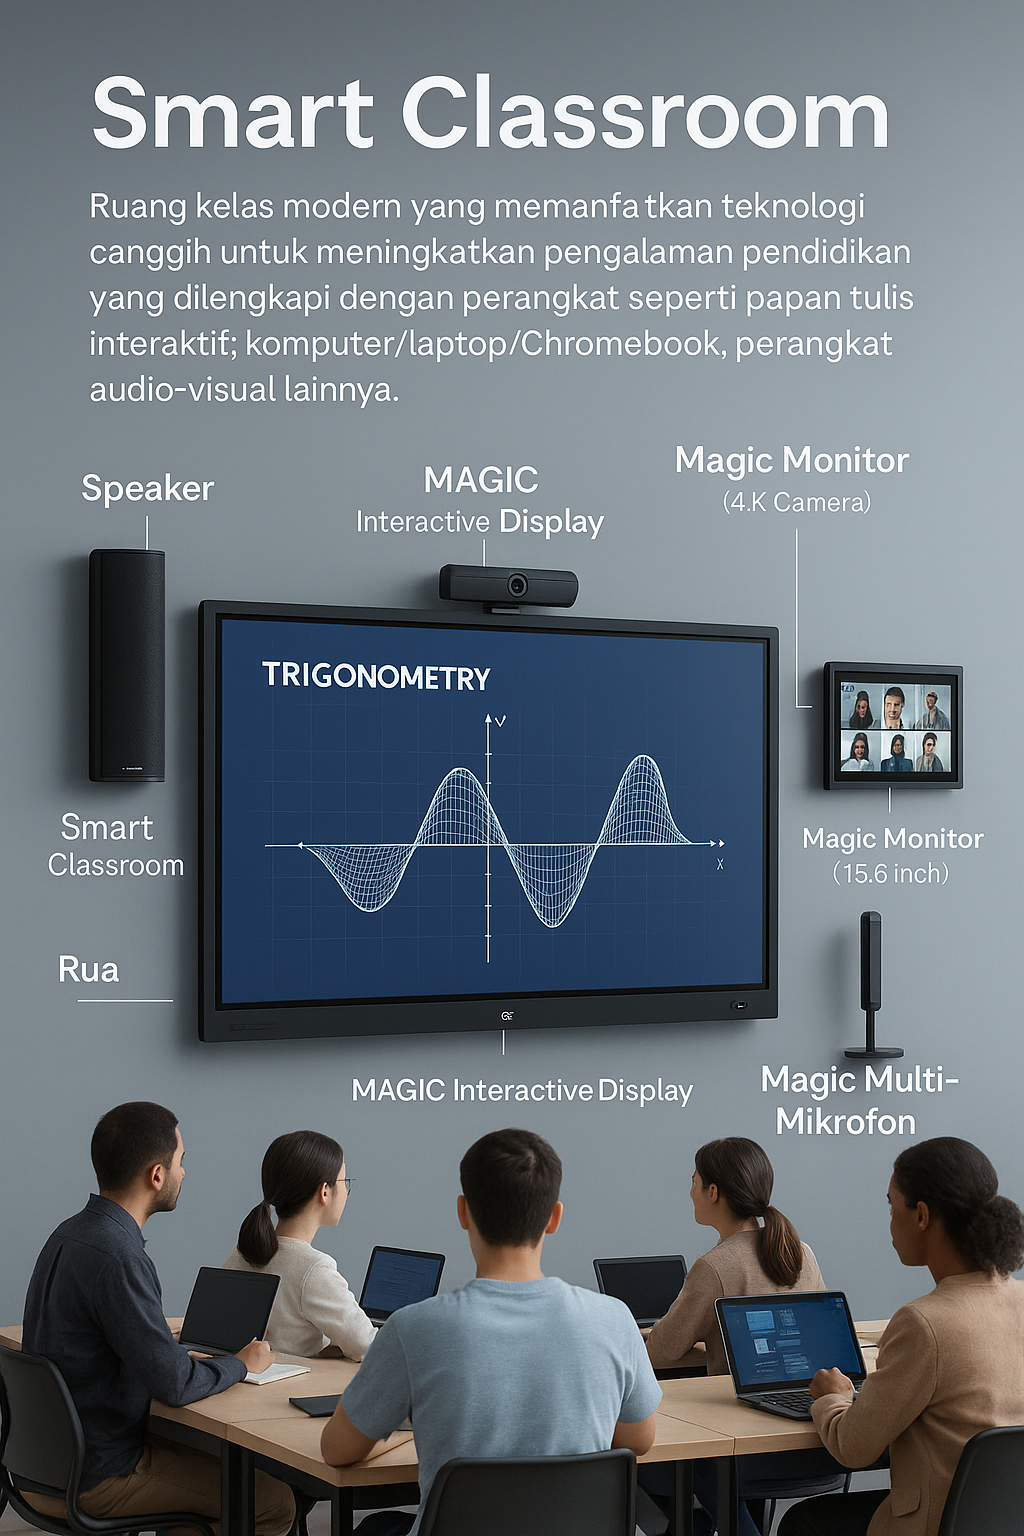 Smart Classroom
Ruang kelas modern yang memanfatkan teknologi
canggih untuk meningkatkan pengalaman pendidikan
yang dilengkapi dengan perangkat seperti papan tulis
interaktif; komputer/laptop/Chromebook, perangkat
audio-visual lainnya.
Speaker
MAGIC
Interactive Display
Magic Monitor
(4.K Camera)
TRIGONOMETRY
X
Smart
Classroom
Magic Monitor
(15.6 inch)
Rua
MAGIC Interactive Display
Magic Multi-
Mikrofon